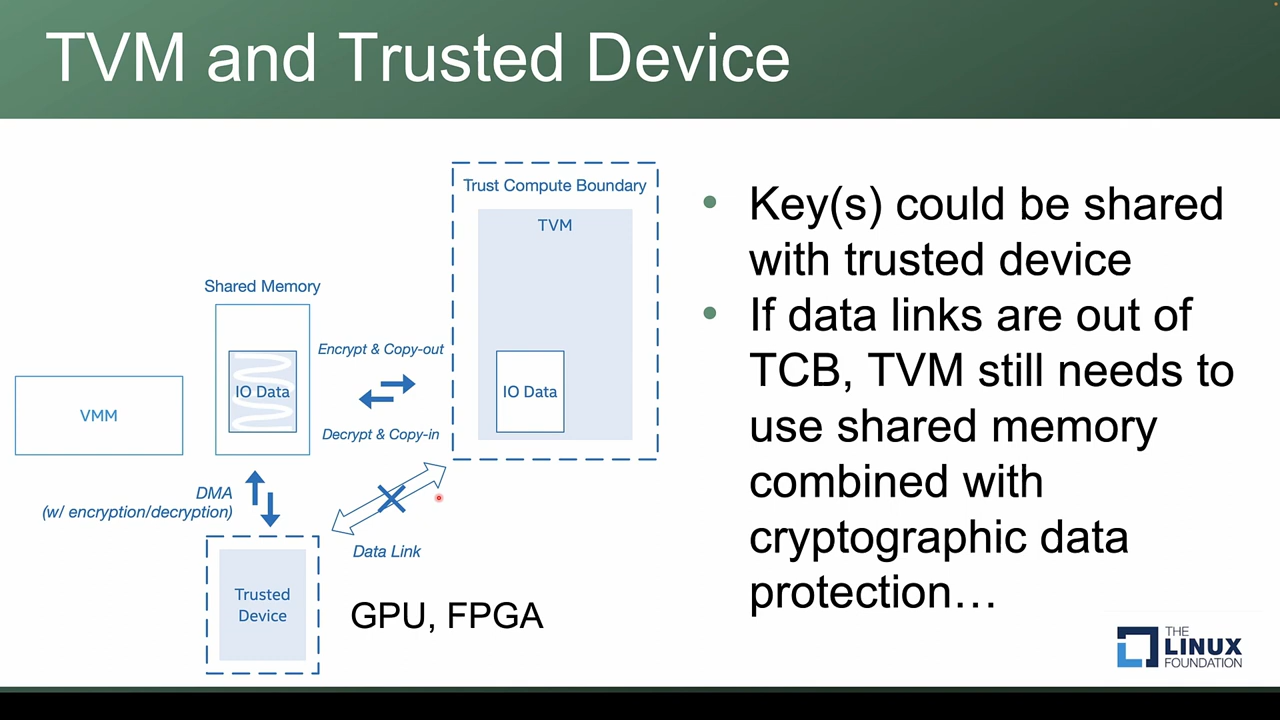 TVM and Trusted Device
Trust Compute Boundary
TVM
Shared Memory
Encrypt & Copy-out
IO Data
IO Data
VMM
Decrypt & Copy-in
DMA
(w/ encryption/decryption)
Data Link
Trusted
Device
GPU, FPGA
• Key(s) could be shared
with trusted device
• If data links are out of
TCB, TVM still needs to
use shared memory
combined with
cryptographic data
protection…
THE
LINUX
FOUNDATION